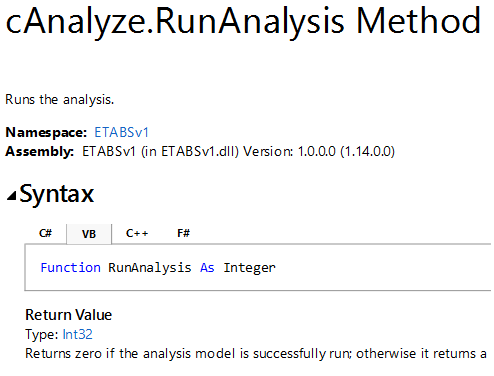 cAnalyze.RunAnalysis Method
Runs the analysis.
Namespace: ETABSv1
Assembly: ETABSv1 (in ETABSv1.dll) Version: 1.0.0.0 (1.14.0.0)
Syntax
C# VB C++ F#
Function RunAnalysis As Integer
Return Value
Type: Int32
Returns zero if the analysis model is successfully run; otherwise it returns a